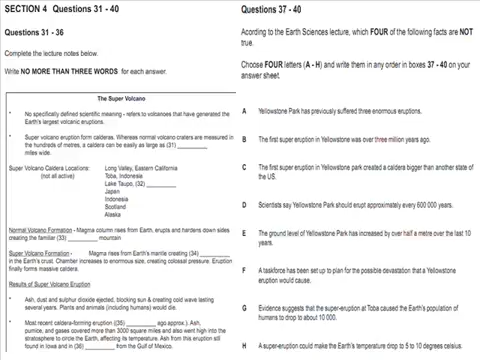 SECTION 4 Questions 31 - 40
Questions 31 - 36
Complete the lecture notes below.
Write NO MORE THAN THREE WORDS for each answer.
The Super Volcano
* No specifically defined scientific meaning - refers to volcanoes that have generated the
Earth's largest volcanic eruptions.
* Super volcano eruption form calderas. Whereas normal volcano craters are measured
in the hundreds of metres, a caldera can be easily as large as (31) __________
miles wide.
Super Volcano Caldera Locations: Long Valley, Eastern California
(not all active) Toba, Indonesia
Lake Taupo, (32) __________
Japan
Indonesia
Scotland
Alaska
Normal Volcano Formation - Magma column rises from Earth, erupts and hardens down sides
creating the familiar (33) __________ mountain
Super Volcano Formation - Magma rises from Earth's mantle creating (34) __________
in the Earth's crust. Chamber increases to enormous size, creating colossal pressure. Eruption
finally forms massive caldera.
Results of Super Volcano Eruption
* Ash, dust and sulphur dioxide ejected, blocking sun & creating cold wave lasting
several years. Plants and animals (including humans) would die.
* Most recent caldera-forming eruption ((35) __________ ago approx.). Ash,
pumice, and gases covered more than 3000 square miles and also went high into the
stratosphere to circle the Earth, affecting its temperature. Ash from this eruption sill
found in Iowa and in (36) __________ from the Gulf of Mexico.
Questions 37 - 40
Acording to the Earth Sciences lecture, which FOUR of the following facts are NOT
true.
Choose FOUR letters (A - H) and write them in any order in boxes 37 - 40 on your
answer sheet.
A Yellowstone Park has previously suffered three enormous eruptions.
B The first super eruption in Yellowstone was over three million years ago.
C The first super eruption in Yellowstone park created a caldera bigger than another state of
the US.
D Scientists say Yellowstone Park should erupt approximately every 600 000 years.
E The ground level of Yellowstone Park has increased by over half a metre over the last 10
years.
F A taskforce has been set up to plan for the possible devastation that a Yellowstone
eruption would cause.
G Evidence suggests that the super-eruption at Toba caused the Earth's population of
humans to drop to about 10 000.
H A super-eruption could make the Earth's temperature drop to 5 to 10 degrees celsius.